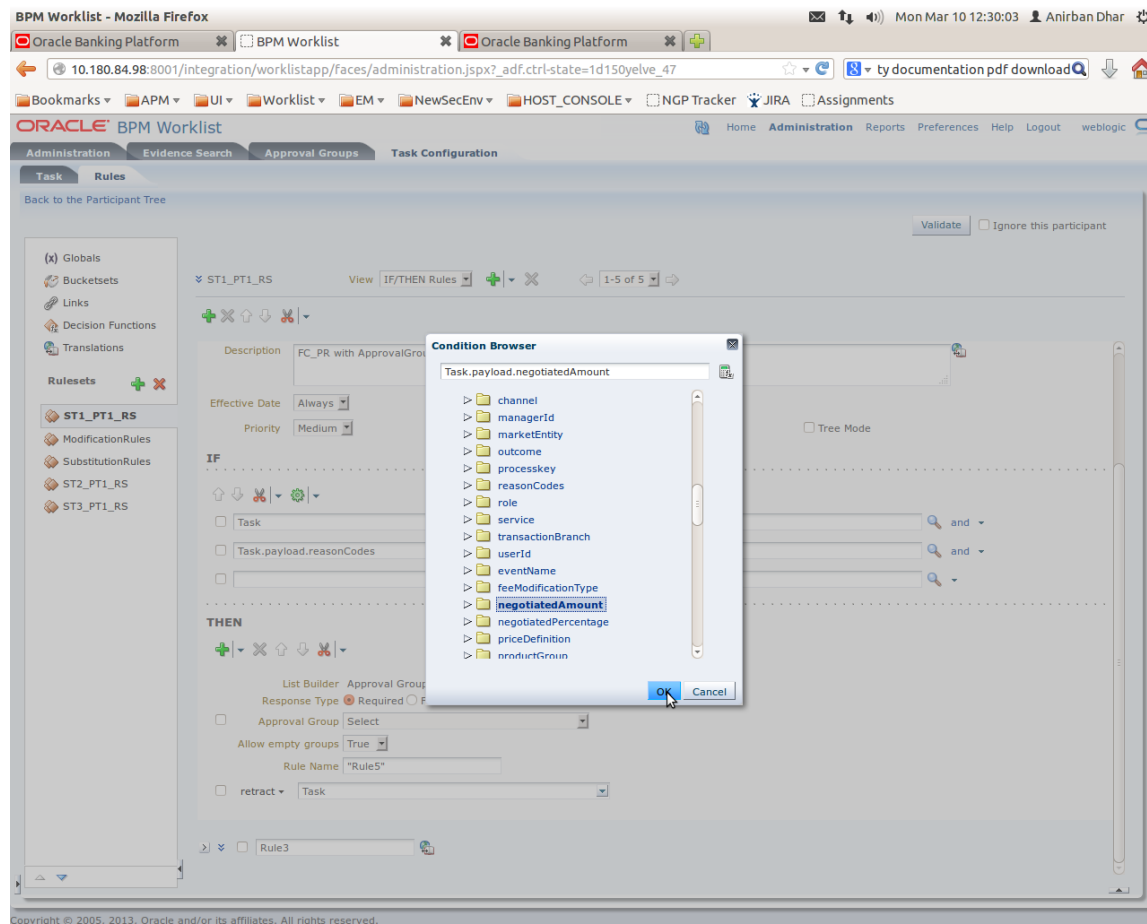 BPM Worklist - Mozilla Firefox
Mon Mar 10 12:30:03 Anirban Dhar
Oracle Banking Platform BPM Worklist Oracle Banking Platform
10.180.84.98:8001/integration/worklistapp/faces/administration.jspx?_adf.ctrl-state=1d150yelve_47 ty documentation pdf download
Bookmarks APM UI Worklist EM NewSecEnv HOST_CONSOLE NGP Tracker JIRA Assignments
ORACLE BPM Worklist Home Administration Reports Preferences Help Logout weblogic
Administration Evidence Search Approval Groups Task Configuration
Task Rules
Back to the Participant Tree
Validate Ignore this participant
(x) Globals
Bucketsets
Links
Decision Functions
Translations
Rulesets
ST1_PT1_RS
ModificationRules
SubstitutionRules
ST2_PT1_RS
ST3_PT1_RS
ST1_PT1_RS View IF/THEN Rules 1-5 of 5
Description FC_PR with ApprovalGrou
Effective Date Always
Priority Medium Tree Mode
IF
Task and
Task.payload.reasonCodes and
THEN
List Builder Approval Group
Response Type Required F
Approval Group Select
Allow empty groups True
Rule Name "Rule5"
retract Task
Rule3
Condition Browser
Task.payload.negotiatedAmount
channel
managerId
marketEntity
outcome
processkey
reasonCodes
role
service
transactionBranch
userId
eventName
feeModificationType
negotiatedAmount
negotiatedPercentage
priceDefinition
productGroup
OK Cancel
Copyright © 2005, 2013, Oracle and/or its affiliates. All rights reserved.